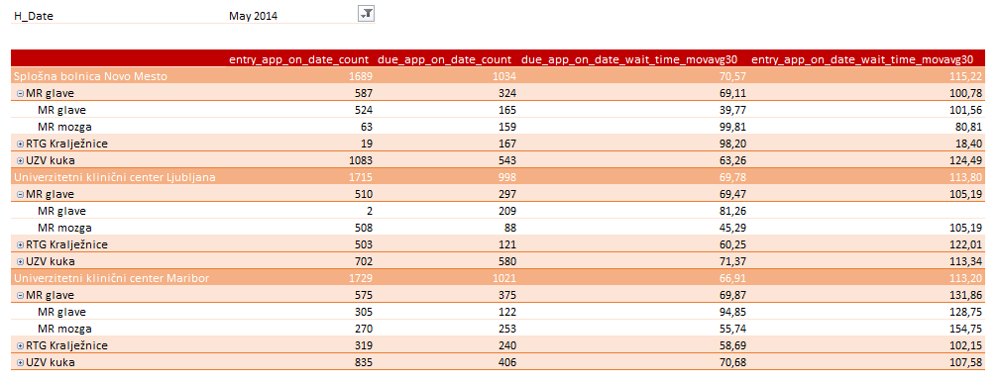 H_Date May 2014
entry_app_on_date_count due_app_on_date_count due_app_on_date_wait_time_movavg30 entry_app_on_date_wait_time_movavg30
Splošna bolnica Novo Mesto 1689 1034 70,57 115,22
MR glave 587 324 69,11 100,78
MR glave 524 165 39,77 101,56
MR mozga 63 159 99,81 80,81
RTG Kralježnice 19 167 98,20 18,40
UZV kuka 1083 543 63,26 124,49
Univerzitetni klinični center Ljubljana 1715 998 69,78 113,80
MR glave 510 297 69,47 105,19
MR glave 2 209 81,26
MR mozga 508 88 45,29 105,19
RTG Kralježnice 503 121 60,25 122,01
UZV kuka 702 580 71,37 113,34
Univerzitetni klinični center Maribor 1729 1021 66,91 113,20
MR glave 575 375 69,87 131,86
MR glave 305 122 94,85 128,75
MR mozga 270 253 55,74 154,75
RTG Kralježnice 319 240 58,69 102,15
UZV kuka 835 406 70,68 107,58